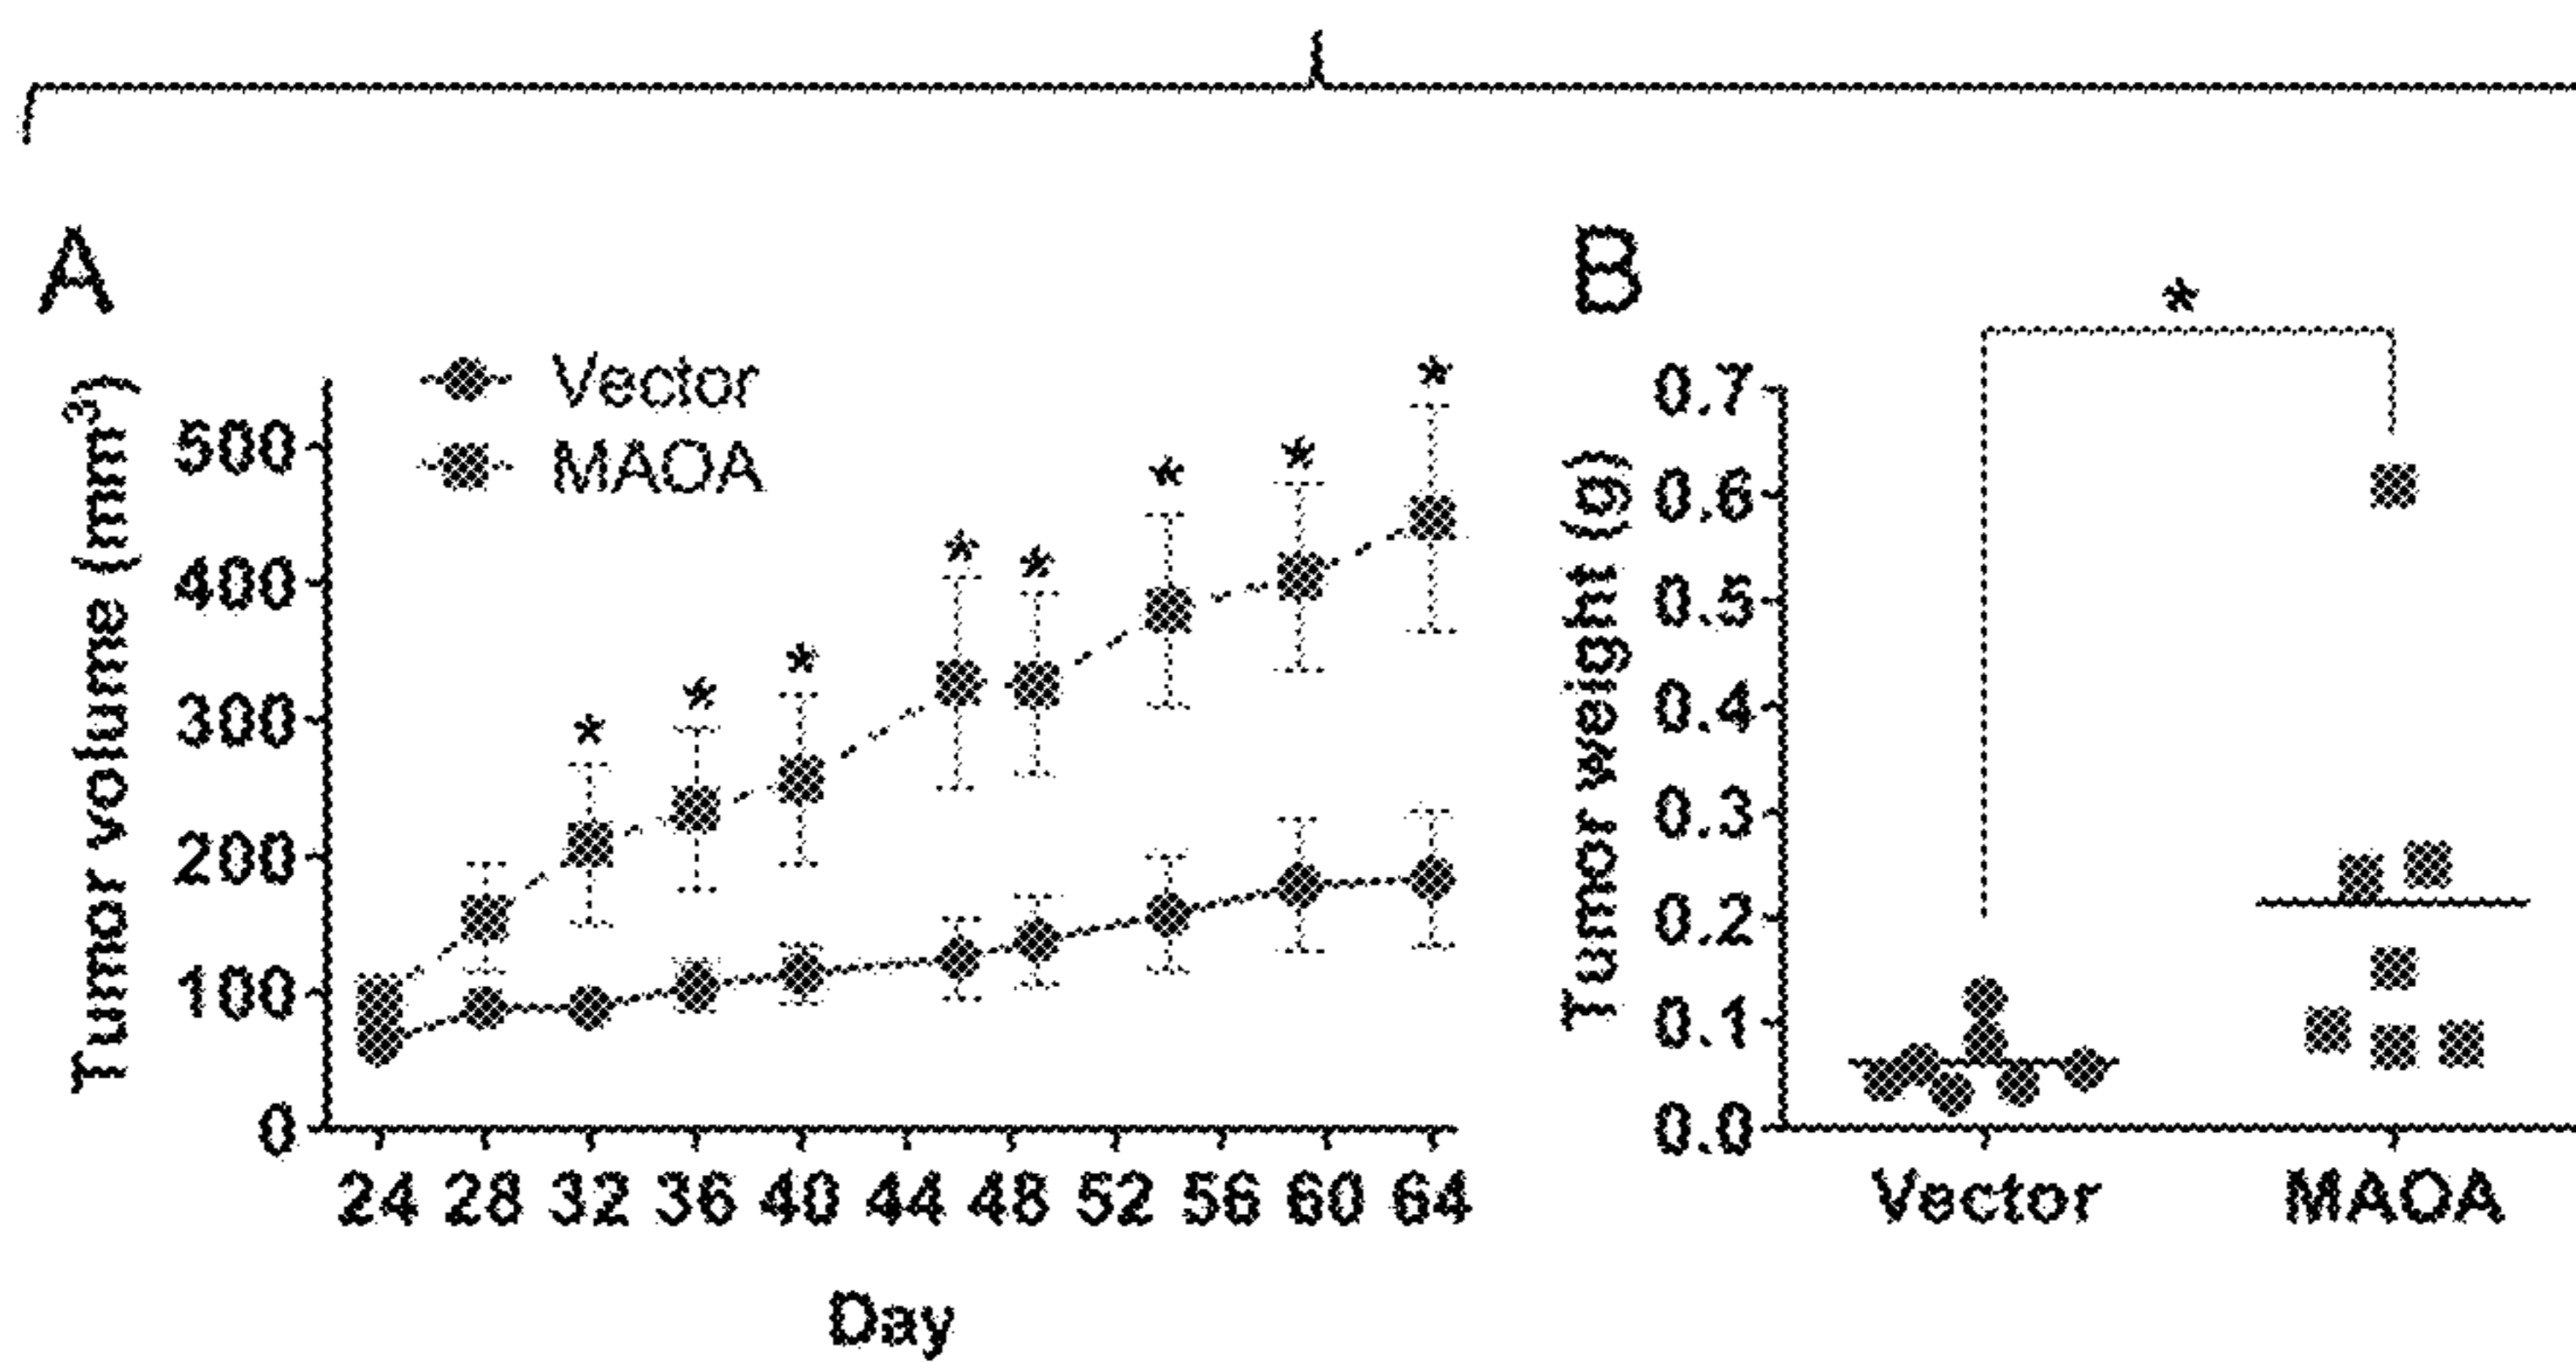 A
Tumor volume (mm³)
500
400
300
200
100
0
Vector
MAOA
*
*
*
*
*
*
*
*
24 28 32 36 40 44 48 52 56 60 64
Day
B
Tumor weight (g)
0.7
0.6
0.5
0.4
0.3
0.2
0.1
0.0
*
Vector MAOA